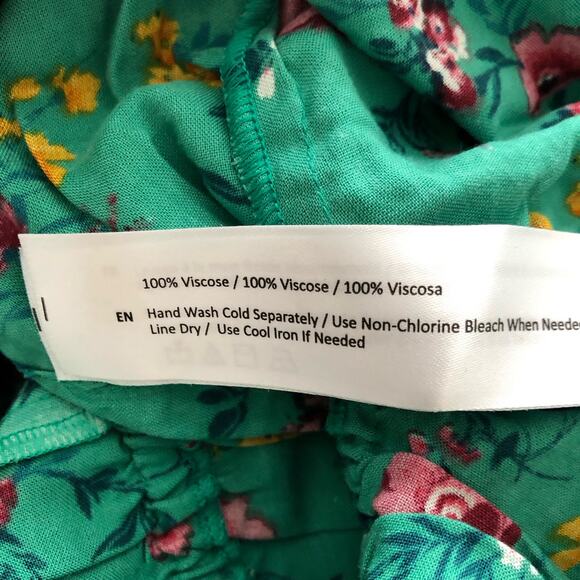 100% Viscose / 100% Viscose / 100% Viscosa
EN Hand Wash Cold Separately / Use Non-Chlorine Bleach When Neede
Line Dry / Use Cool Iron If Needed